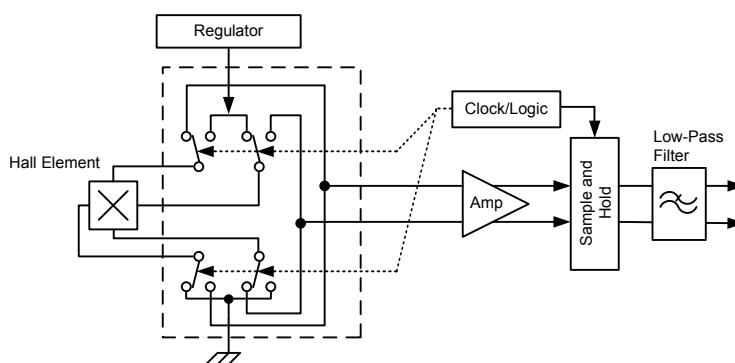 Regulator
Clock/Logic
Low-Pass
Filter
Hall Element
Amp
Sample and
Hold